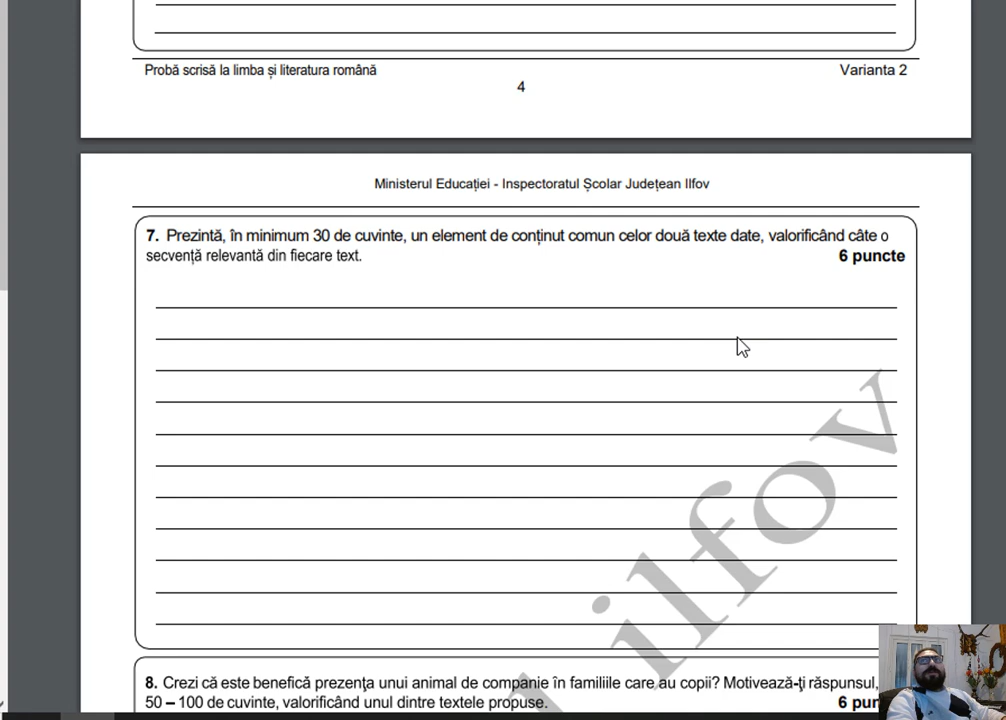 Probă scrisă la limba și literatura română Varianta 2
4
Ministerul Educației - Inspectoratul Școlar Județean Ilfov
7. Prezintă, în minimum 30 de cuvinte, un element de conținut comun celor două texte date, valorificând câte o
secvență relevantă din fiecare text. 6 puncte
ilfov
8. Crezi că este benefică prezența unui animal de companie în familiile care au copii? Motivează-ți răspunsul,
50 – 100 de cuvinte, valorificând unul dintre textele propuse. 6 pun